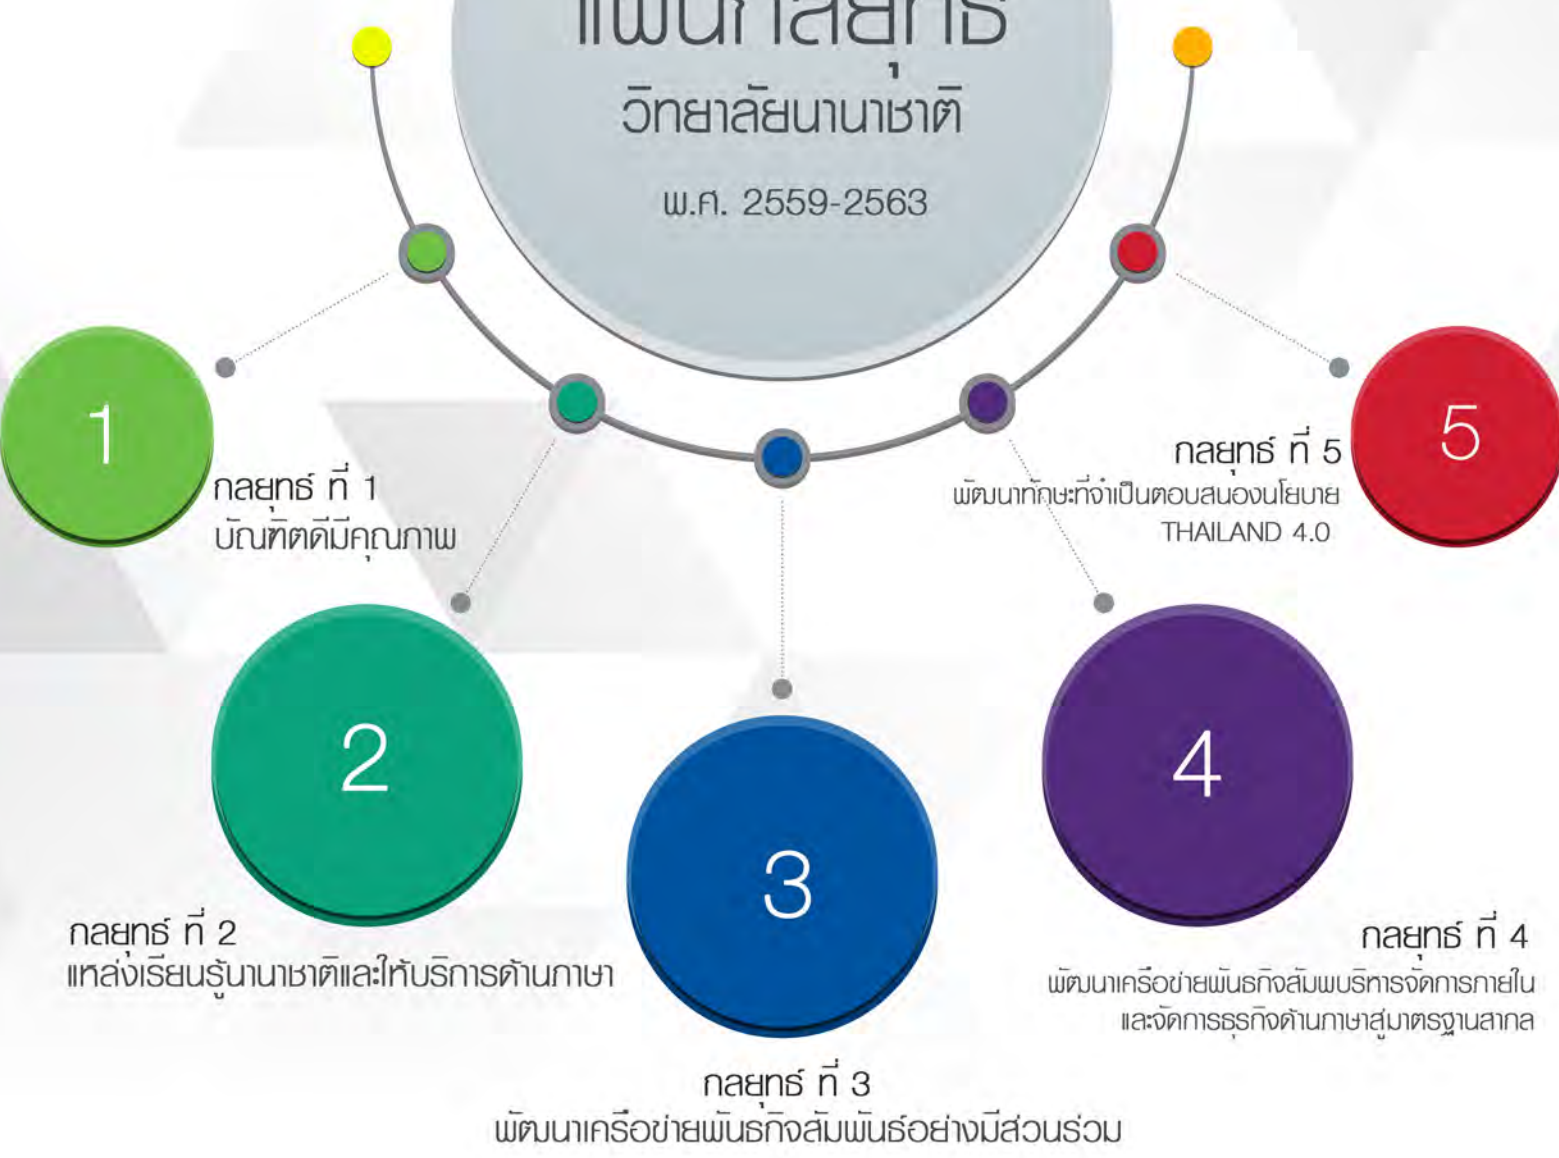 แผนกลยุทธ์
วิทยาลัยนานาชาติ
พ.ศ. 2559-2563
1
กลยุทธ์ ที่ 1
บัณฑิตดีมีคุณภาพ
2
กลยุทธ์ ที่ 2
แหล่งเรียนรู้นานาชาติและให้บริการด้านภาษา
3
กลยุทธ์ ที่ 3
พัฒนาเครือข่ายพันธกิจสัมพันธ์อย่างมีส่วนร่วม
4
กลยุทธ์ ที่ 4
พัฒนาเครือข่ายพันธกิจสัมพบริหารจัดการภายใน
และจัดการธุรกิจด้านภาษาสู่มาตรฐานสากล
5
กลยุทธ์ ที่ 5
พัฒนาทักษะที่จำเป็นตอบสนองนโยบาย
THAILAND 4.0